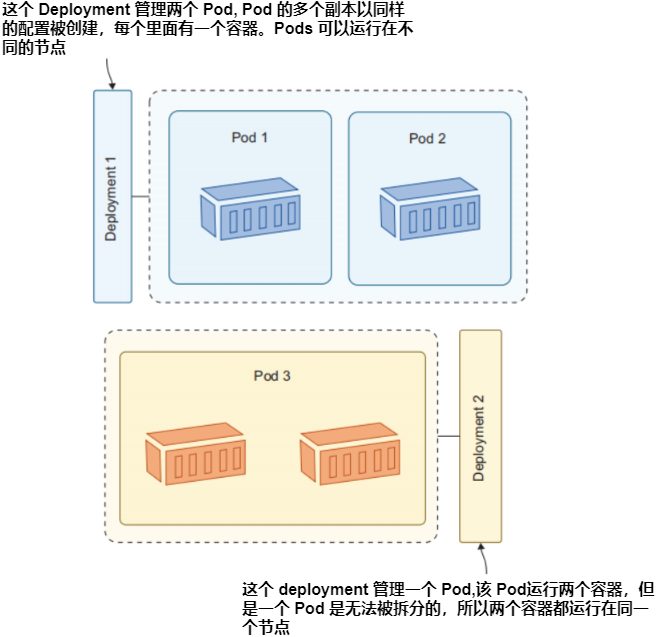 这个 Deployment 管理两个 Pod, Pod 的多个副本以同样
的配置被创建，每个里面有一个容器。Pods 可以运行在不
同的节点
Deployment 1
Pod 1
Pod 2
Pod 3
Deployment 2
这个 deployment 管理一个 Pod,该 Pod运行两个容器，但
是一个 Pod 是无法被拆分的，所以两个容器都运行在同一
个节点